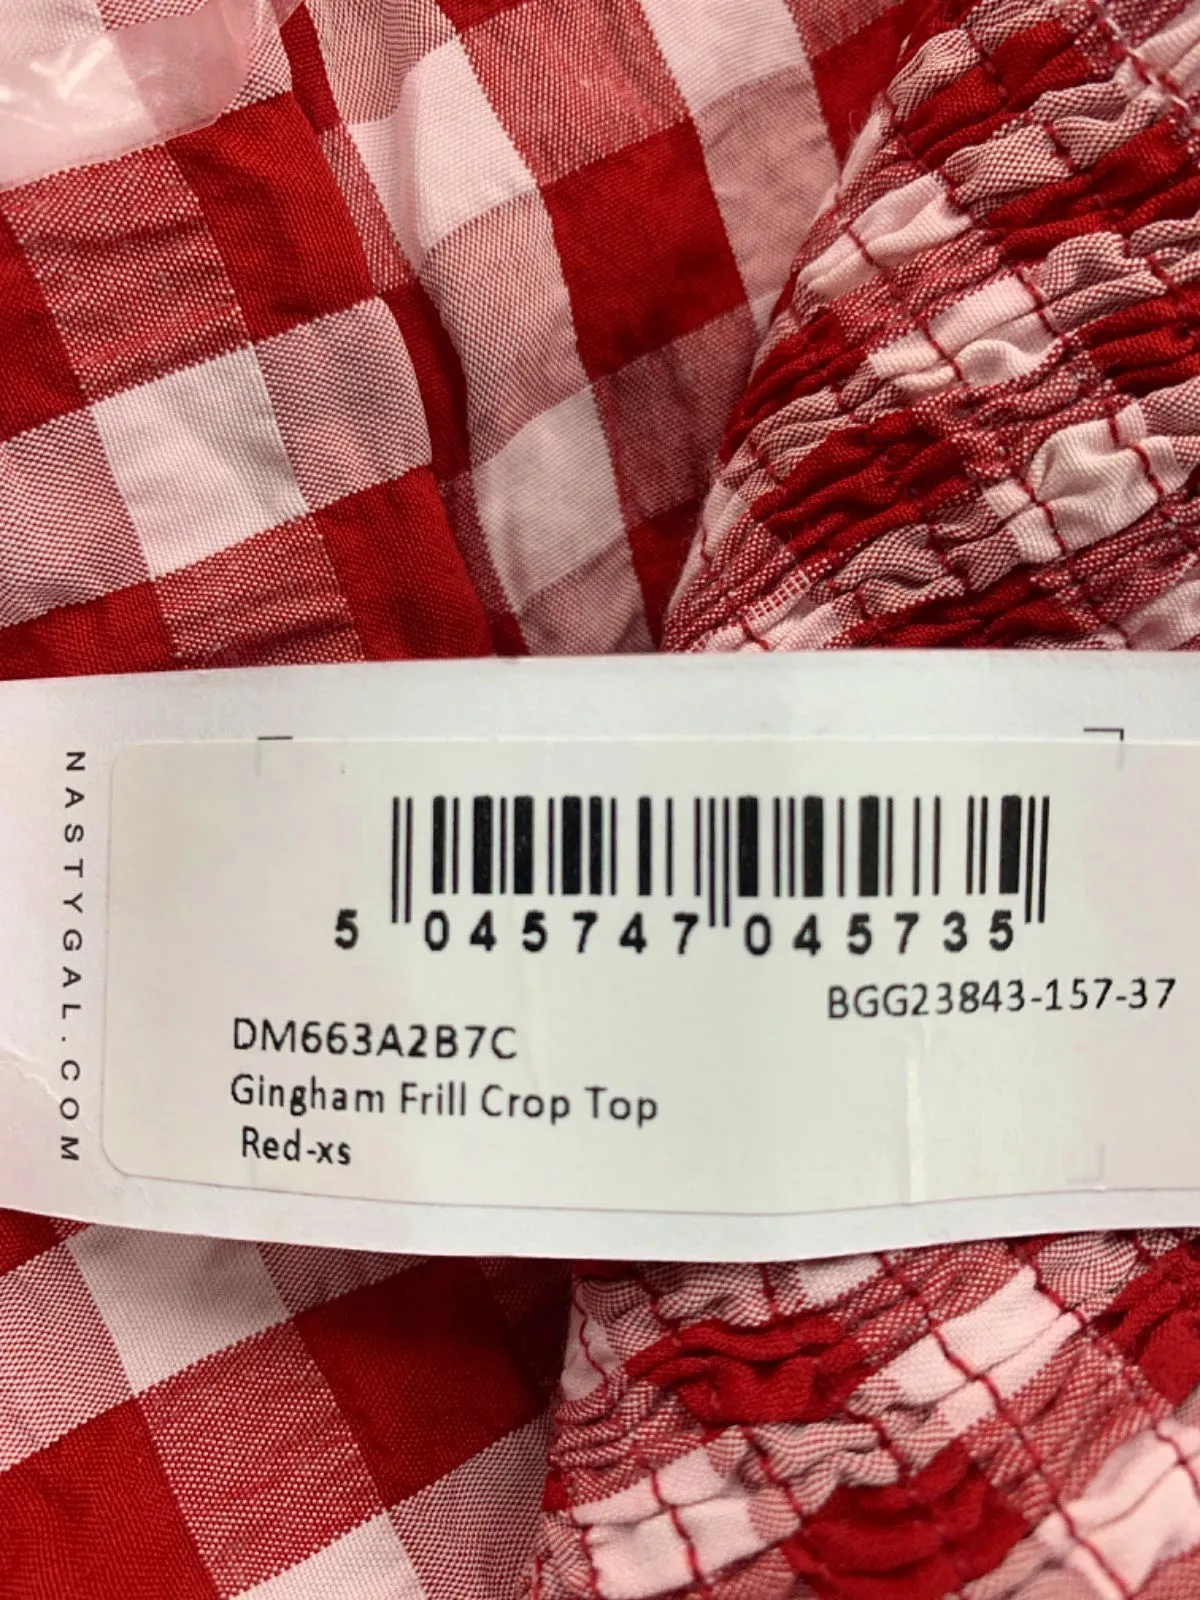 NASTYGAL.COM
5 045747 045735
BGG23843-157-37
DM663A2B7C
Gingham Frill Crop Top
Red-xs